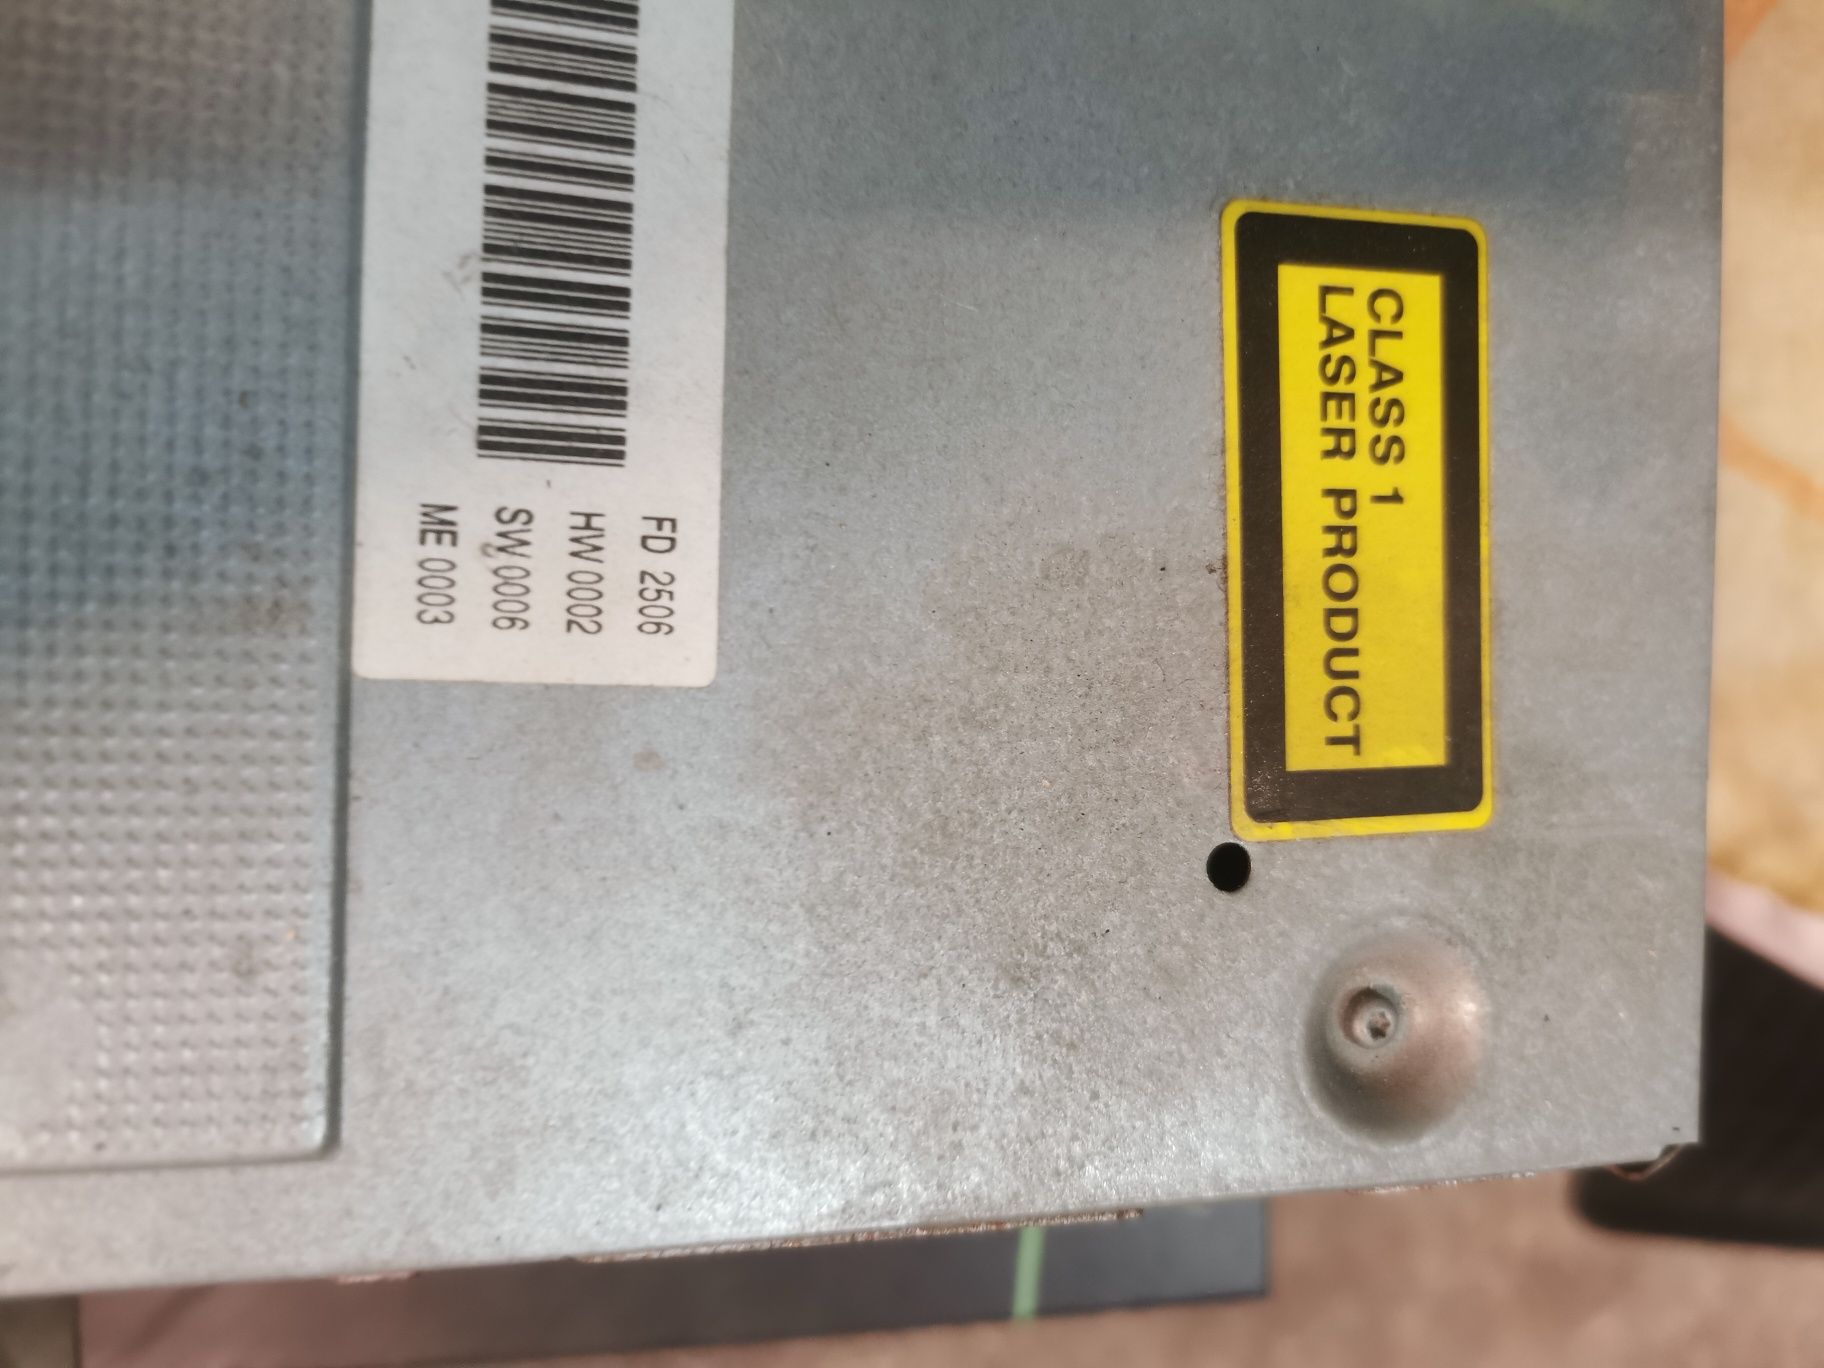 FD 2506
HW 0002
SW 0006
ME 0003
CLASS 1
LASER PRODUCT